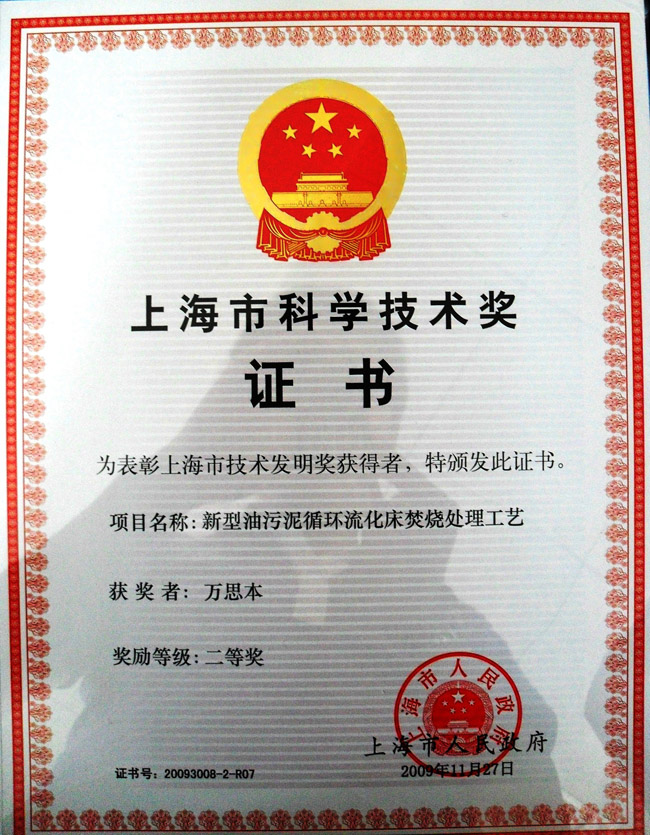 上海市科学技术奖
证书
为表彰上海市技术发明奖获得者，特颁发此证书。
项目名称：新型油污泥循环流化床焚烧处理工艺
获奖者：万思本
奖励等级：二等奖
上海市人民政府
上海市人民政府
2009年11月27日
证书号：20093008-2-R07